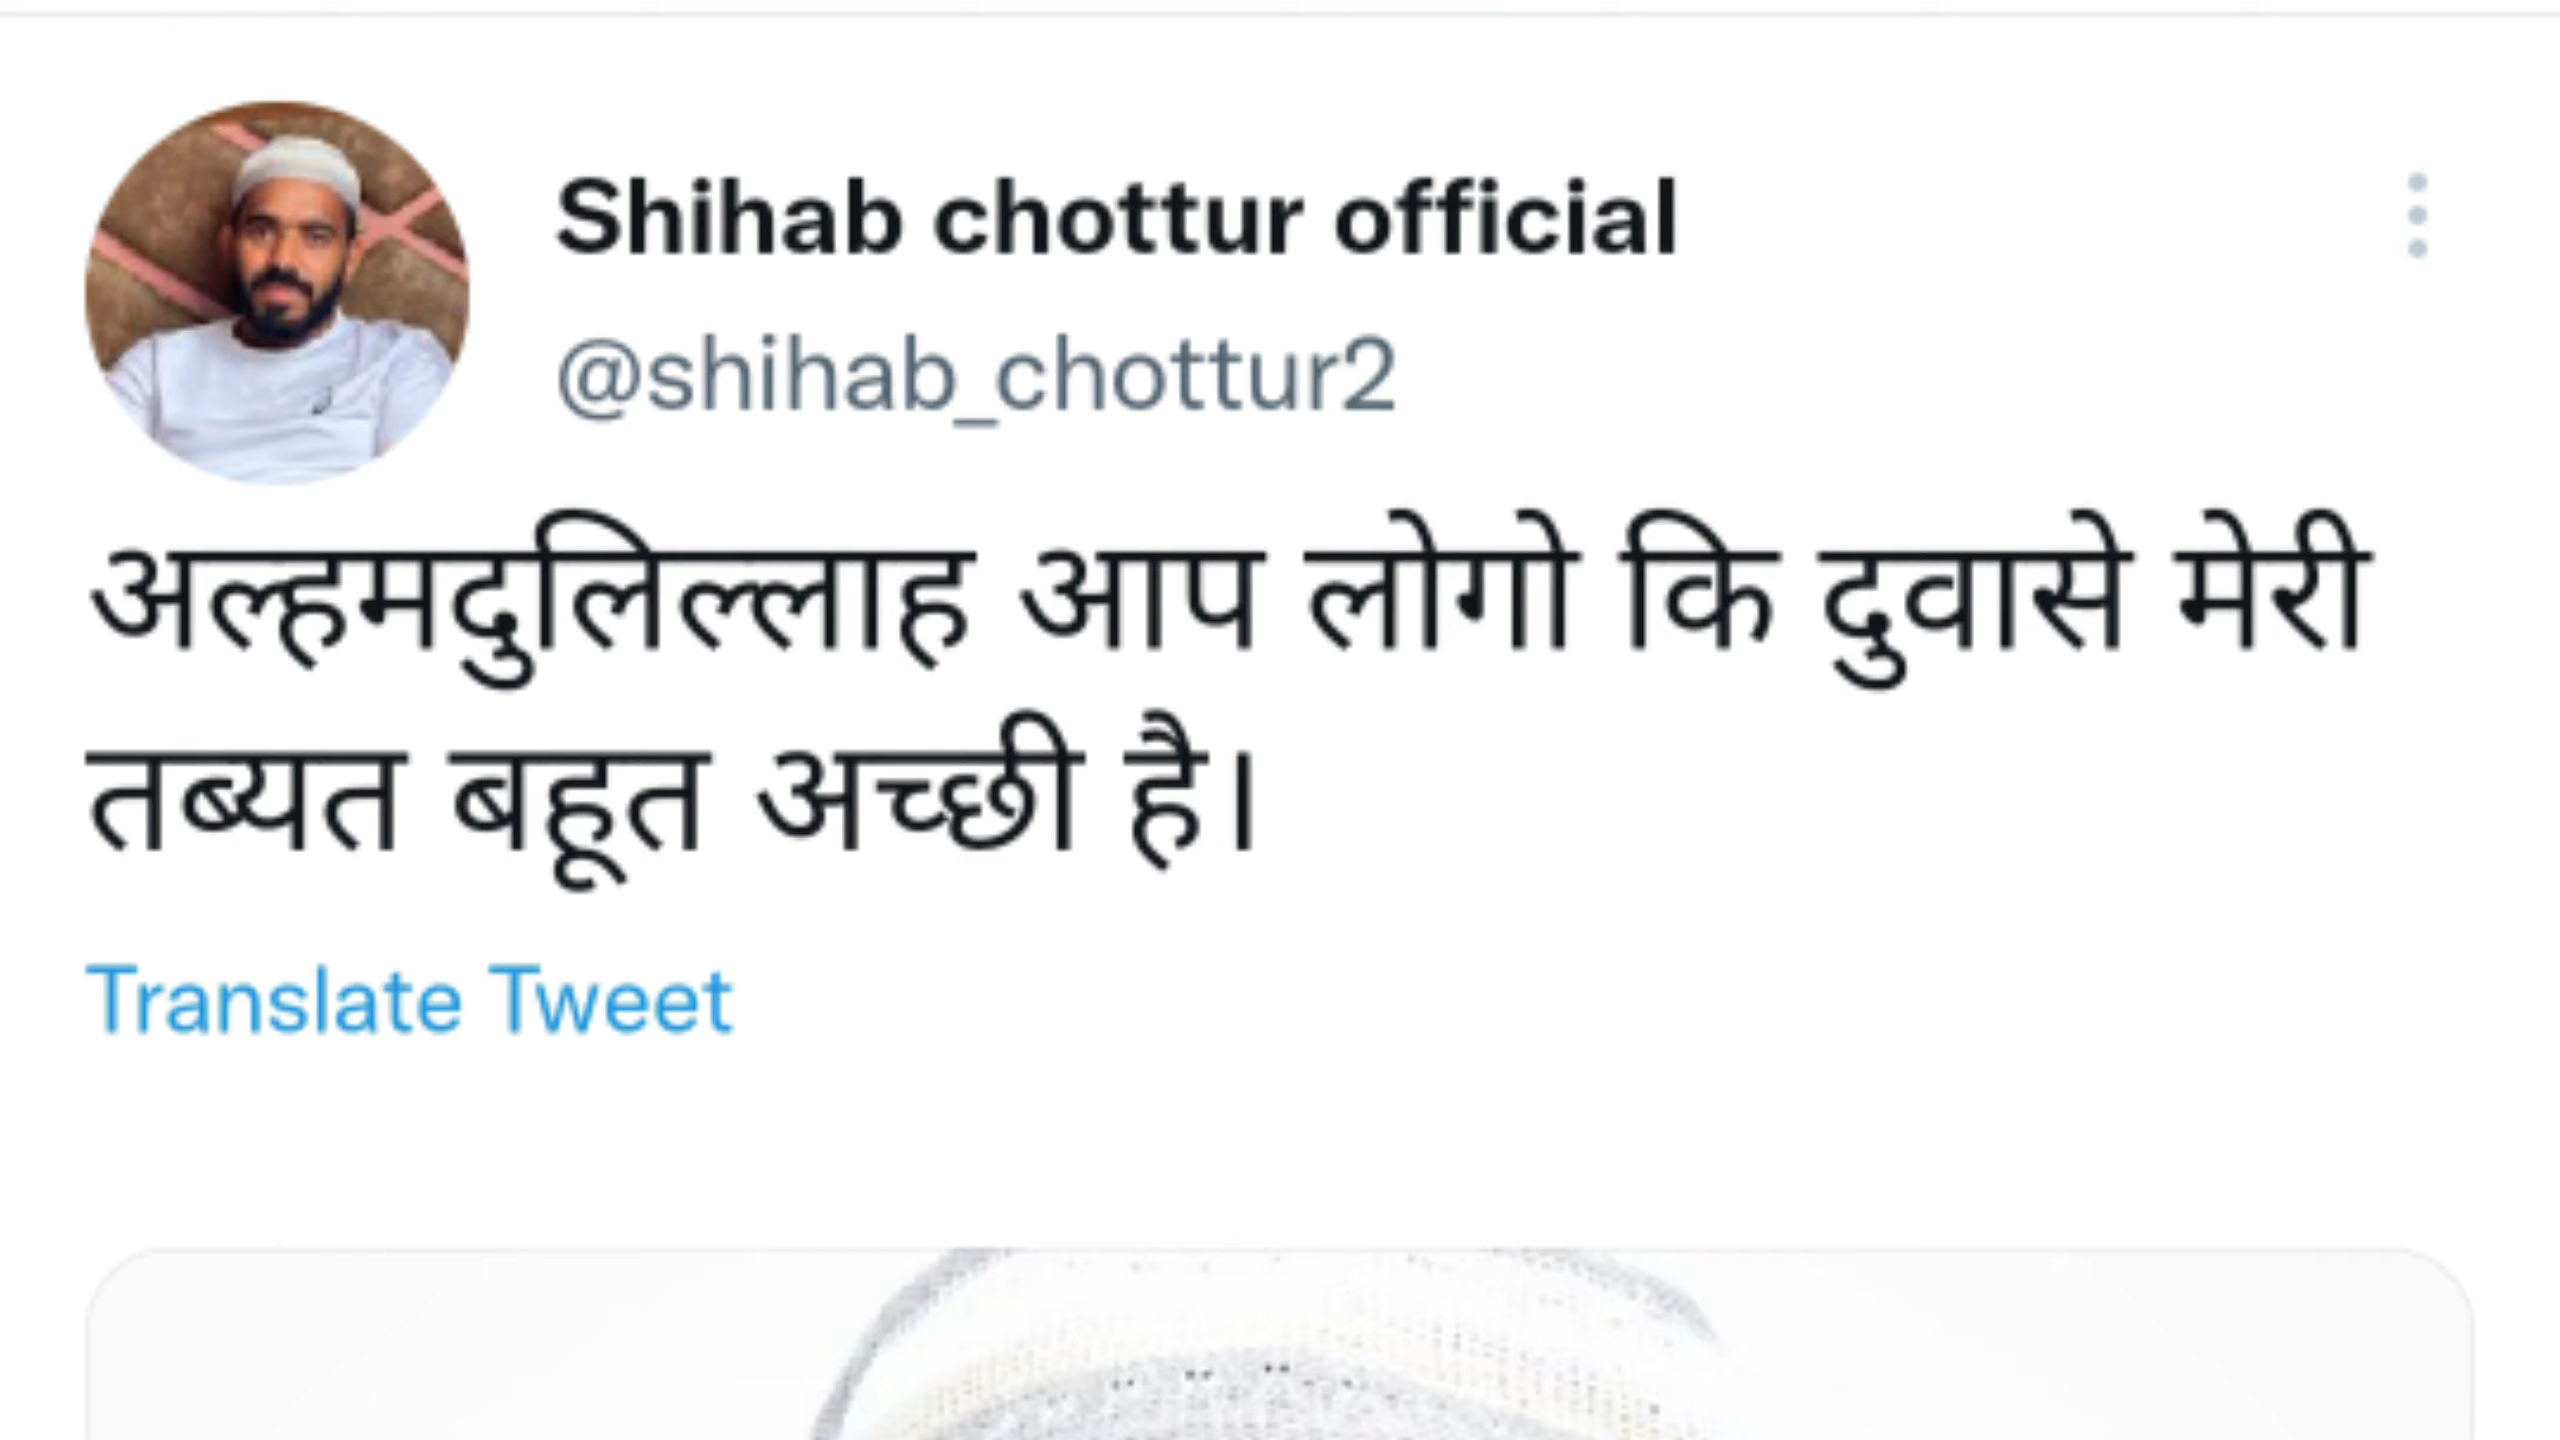 Shihab chottur official
@shihab_chottur2
अल्हमदुलिल्लाह आप लोगो कि दुवासे मेरी
तब्यत बहूत अच्छी है।
Translate Tweet